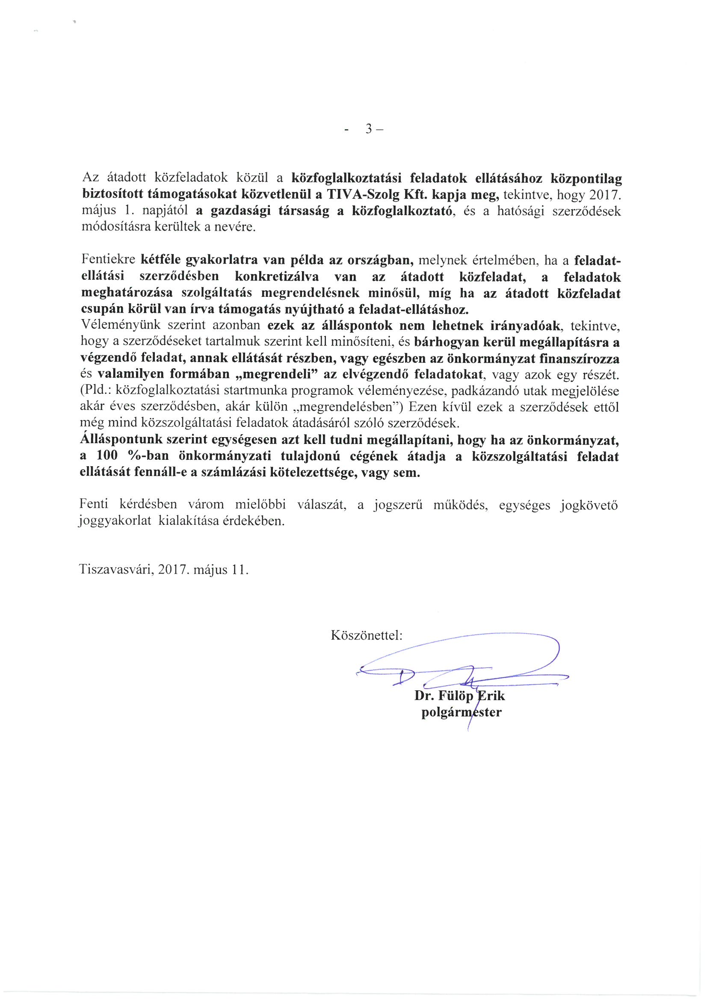 - 3 –
Az átadott közfeladatok közül a közfoglalkoztatási feladatok ellátásához központilag
biztosított támogatásokat közvetlenül a TIVA-Szolg Kft. kapja meg, tekintve, hogy 2017.
május 1. napjától a gazdasági társaság a közfoglalkoztató, és a hatósági szerződések
módosításra kerültek a nevére.
Fentiekre kétféle gyakorlatra van példa az országban, melynek értelmében, ha a feladat-
ellátási szerződésben konkretizálva van az átadott közfeladat, a feladatok
meghatározása szolgáltatás megrendelésnek minősül, míg ha az átadott közfeladat
csupán körül van írva támogatás nyújtható a feladat-ellátáshoz.
Véleményünk szerint azonban ezek az álláspontok nem lehetnek irányadóak, tekintve,
hogy a szerződéseket tartalmuk szerint kell minősíteni, és bárhogyan kerül megállapításra a
végzendő feladat, annak ellátását részben, vagy egészben az önkormányzat finanszírozza
és valamilyen formában „megrendeli” az elvégzendő feladatokat, vagy azok egy részét.
(Pld.: közfoglalkoztatási startmunka programok véleményezése, padkázandó utak megjelölése
akár éves szerződésben, akár külön „megrendelésben”) Ezen kívül ezek a szerződések ettől
még mind közszolgáltatási feladatok átadásáról szóló szerződések.
Álláspontunk szerint egységesen azt kell tudni megállapítani, hogy ha az önkormányzat,
a 100 %-ban önkormányzati tulajdonú cégének átadja a közszolgáltatási feladat
ellátását fennáll-e a számlázási kötelezettsége, vagy sem.
Fenti kérdésben várom mielőbbi válaszát, a jogszerű működés, egységes jogkövető
joggyakorlat kialakítása érdekében.
Tiszavasvári, 2017. május 11.
Köszönettel:
Dr. Fülöp Erik
polgármester